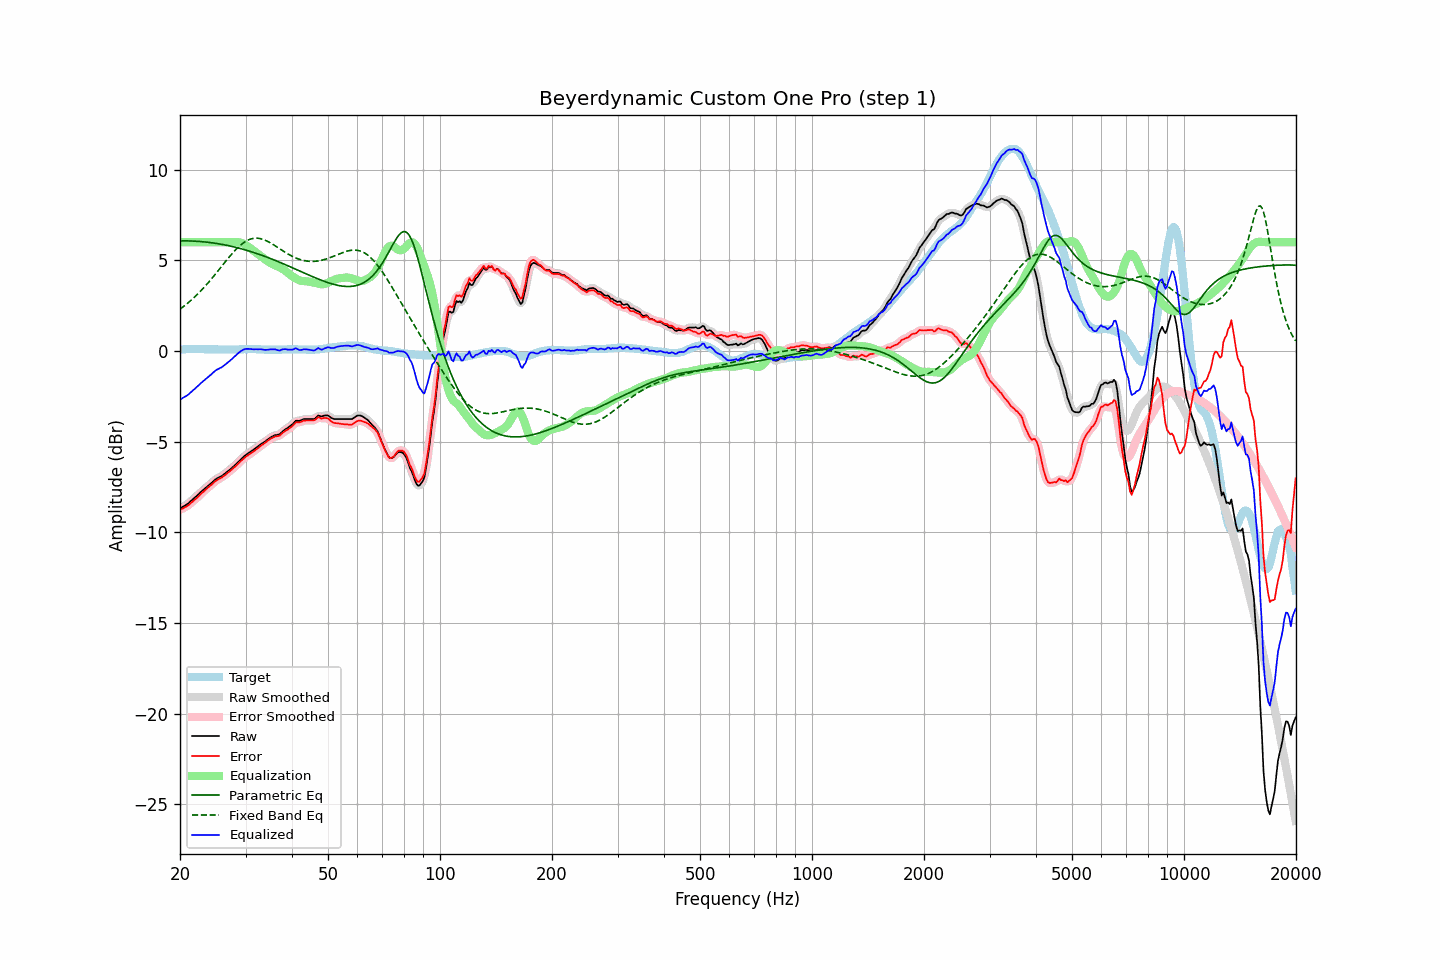 Beyerdynamic Custom One Pro (step 1)
Amplitude (dBr)
10
5
0
−5
−10
−15
−20
−25
Target
Raw Smoothed
Error Smoothed
Raw
Error
Equalization
Parametric Eq
Fixed Band Eq
Equalized
20
50
100
200
500
1000
2000
5000
10000
20000
Frequency (Hz)